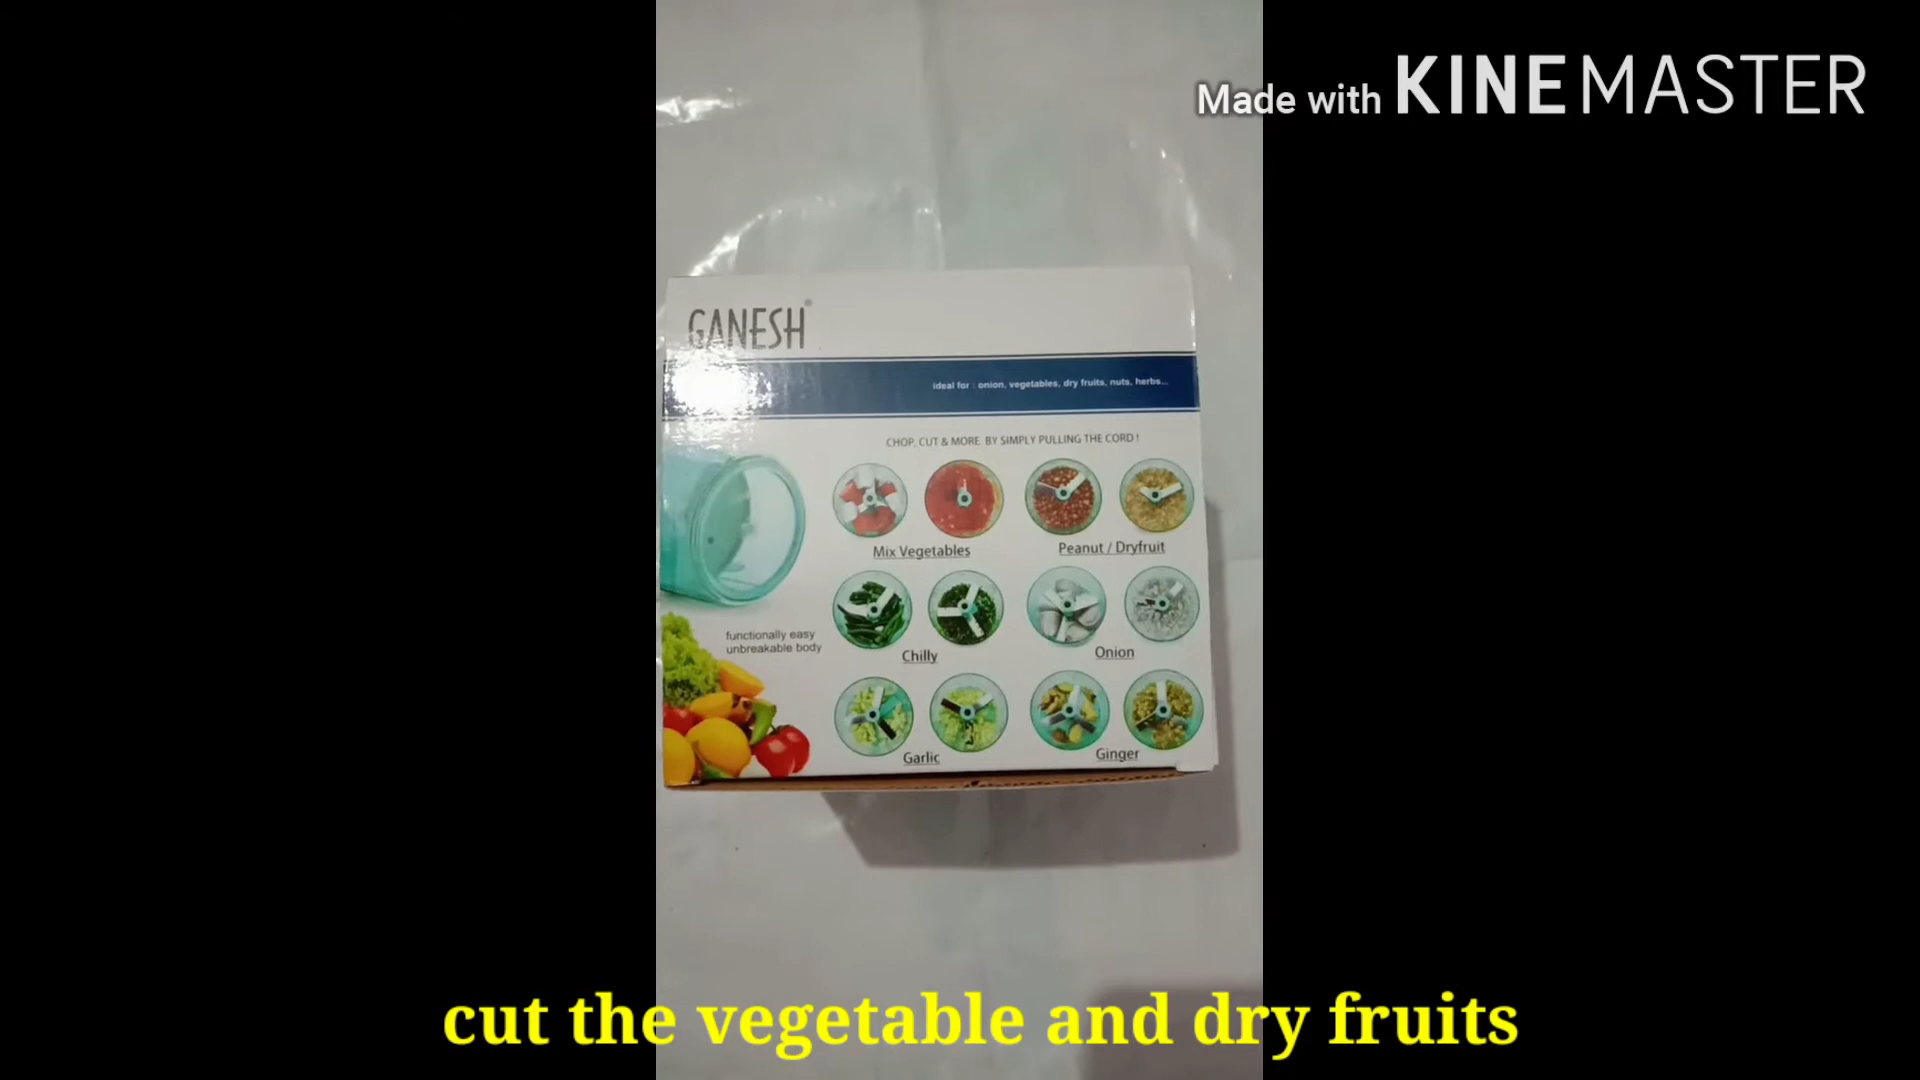 Made with KINEMASTER
GANESH®
ideal for : onion, vegetables, dry fruits, nuts, herbs...
CHOP, CUT & MORE BY SIMPLY PULLING THE CORD !
Mix Vegetables
Peanut / Dryfruit
functionally easy
unbreakable body
Chilly
Onion
Garlic
Ginger
cut the vegetable and dry fruits